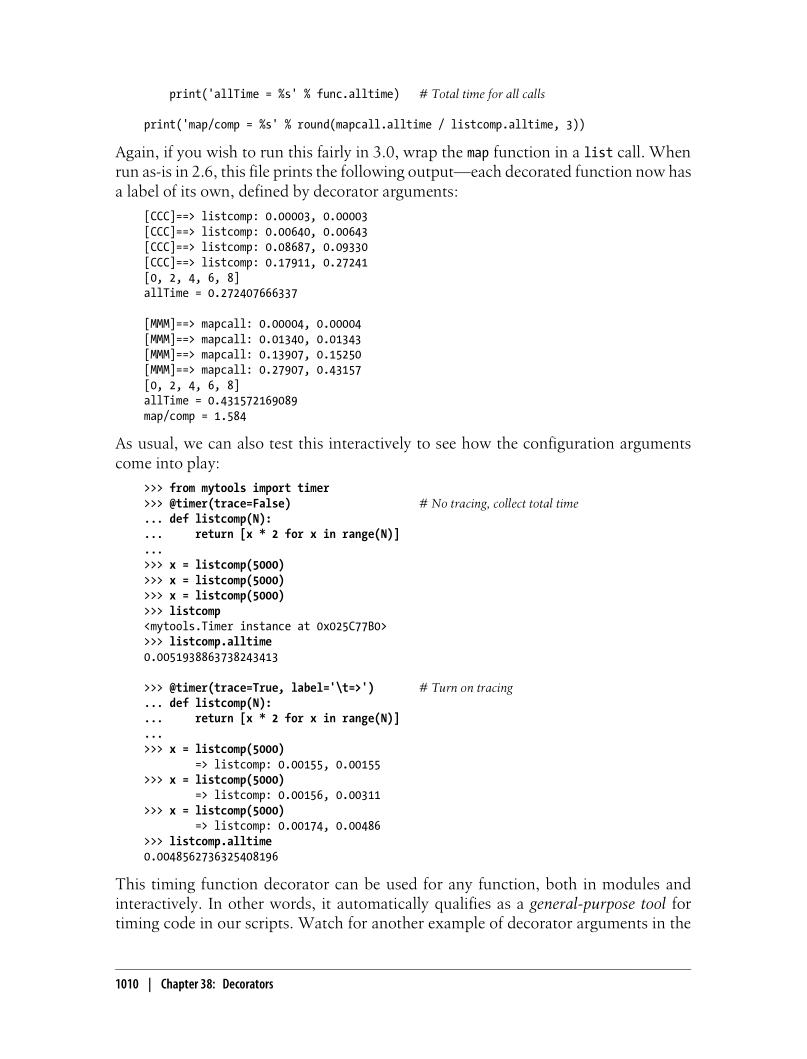 print('allTime = %s' % func.alltime)   # Total time for all calls
print('map/comp = %s' % round(mapcall.alltime / listcomp.alltime, 3))
Again, if you wish to run this fairly in 3.0, wrap the map function in a list call. When
run as-is in 2.6, this file prints the following output—each decorated function now has
a label of its own, defined by decorator arguments:
[CCC]==> listcomp: 0.00003, 0.00003
[CCC]==> listcomp: 0.00640, 0.00643
[CCC]==> listcomp: 0.08687, 0.09330
[CCC]==> listcomp: 0.17911, 0.27241
[0, 2, 4, 6, 8]
allTime = 0.272407666337
[MMM]==> mapcall: 0.00004, 0.00004
[MMM]==> mapcall: 0.01340, 0.01343
[MMM]==> mapcall: 0.13907, 0.15250
[MMM]==> mapcall: 0.27907, 0.43157
[0, 2, 4, 6, 8]
allTime = 0.431572169089
map/comp = 1.584
As usual, we can also test this interactively to see how the configuration arguments
come into play:
>>> from mytools import timer
>>> @timer(trace=False)   # No tracing, collect total time
... def listcomp(N):
...     return [x * 2 for x in range(N)]
...
>>> x = listcomp(5000)
>>> x = listcomp(5000)
>>> x = listcomp(5000)
>>> listcomp
<mytools.Timer instance at 0x025C77B0>
>>> listcomp.alltime
0.0051938863738243413
>>> @timer(trace=True, label='\t=>')   # Turn on tracing
... def listcomp(N):
...     return [x * 2 for x in range(N)]
...
>>> x = listcomp(5000)
=> listcomp: 0.00155, 0.00155
>>> x = listcomp(5000)
=> listcomp: 0.00156, 0.00311
>>> x = listcomp(5000)
=> listcomp: 0.00174, 0.00486
>>> listcomp.alltime
0.0048562736325408196
This timing function decorator can be used for any function, both in modules and
interactively. In other words, it automatically qualifies as a general-purpose tool for
timing code in our scripts. Watch for another example of decorator arguments in the
1010 | Chapter 38: Decorators